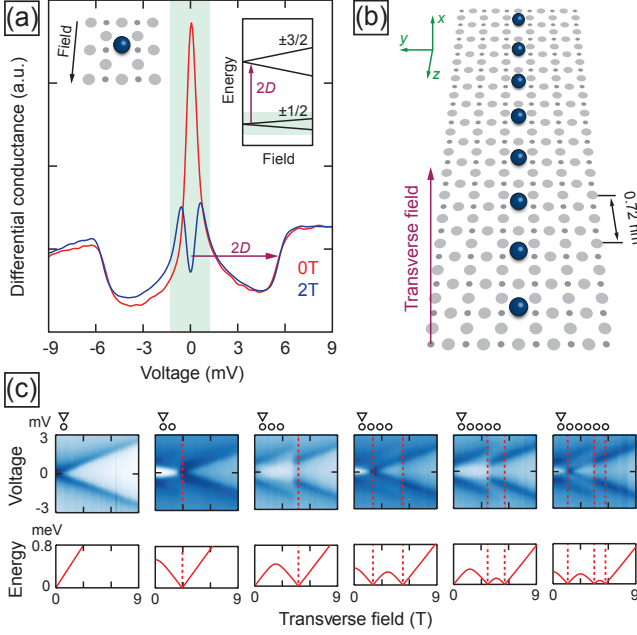 (a)
Field
Differential conductance (a.u.)
Energy
±3/2
2D
±1/2
Field
2D
0T
2T
-9 -6 -3 0 3 6 9
Voltage (mV)
(b)
x
y
z
Transverse field
0.72 nm
(c)
mV
3
0
-3
Voltage
meV
0.8
0
Energy
0 9 0 9 0 9 0 9 0 9 0 9
Transverse field (T)